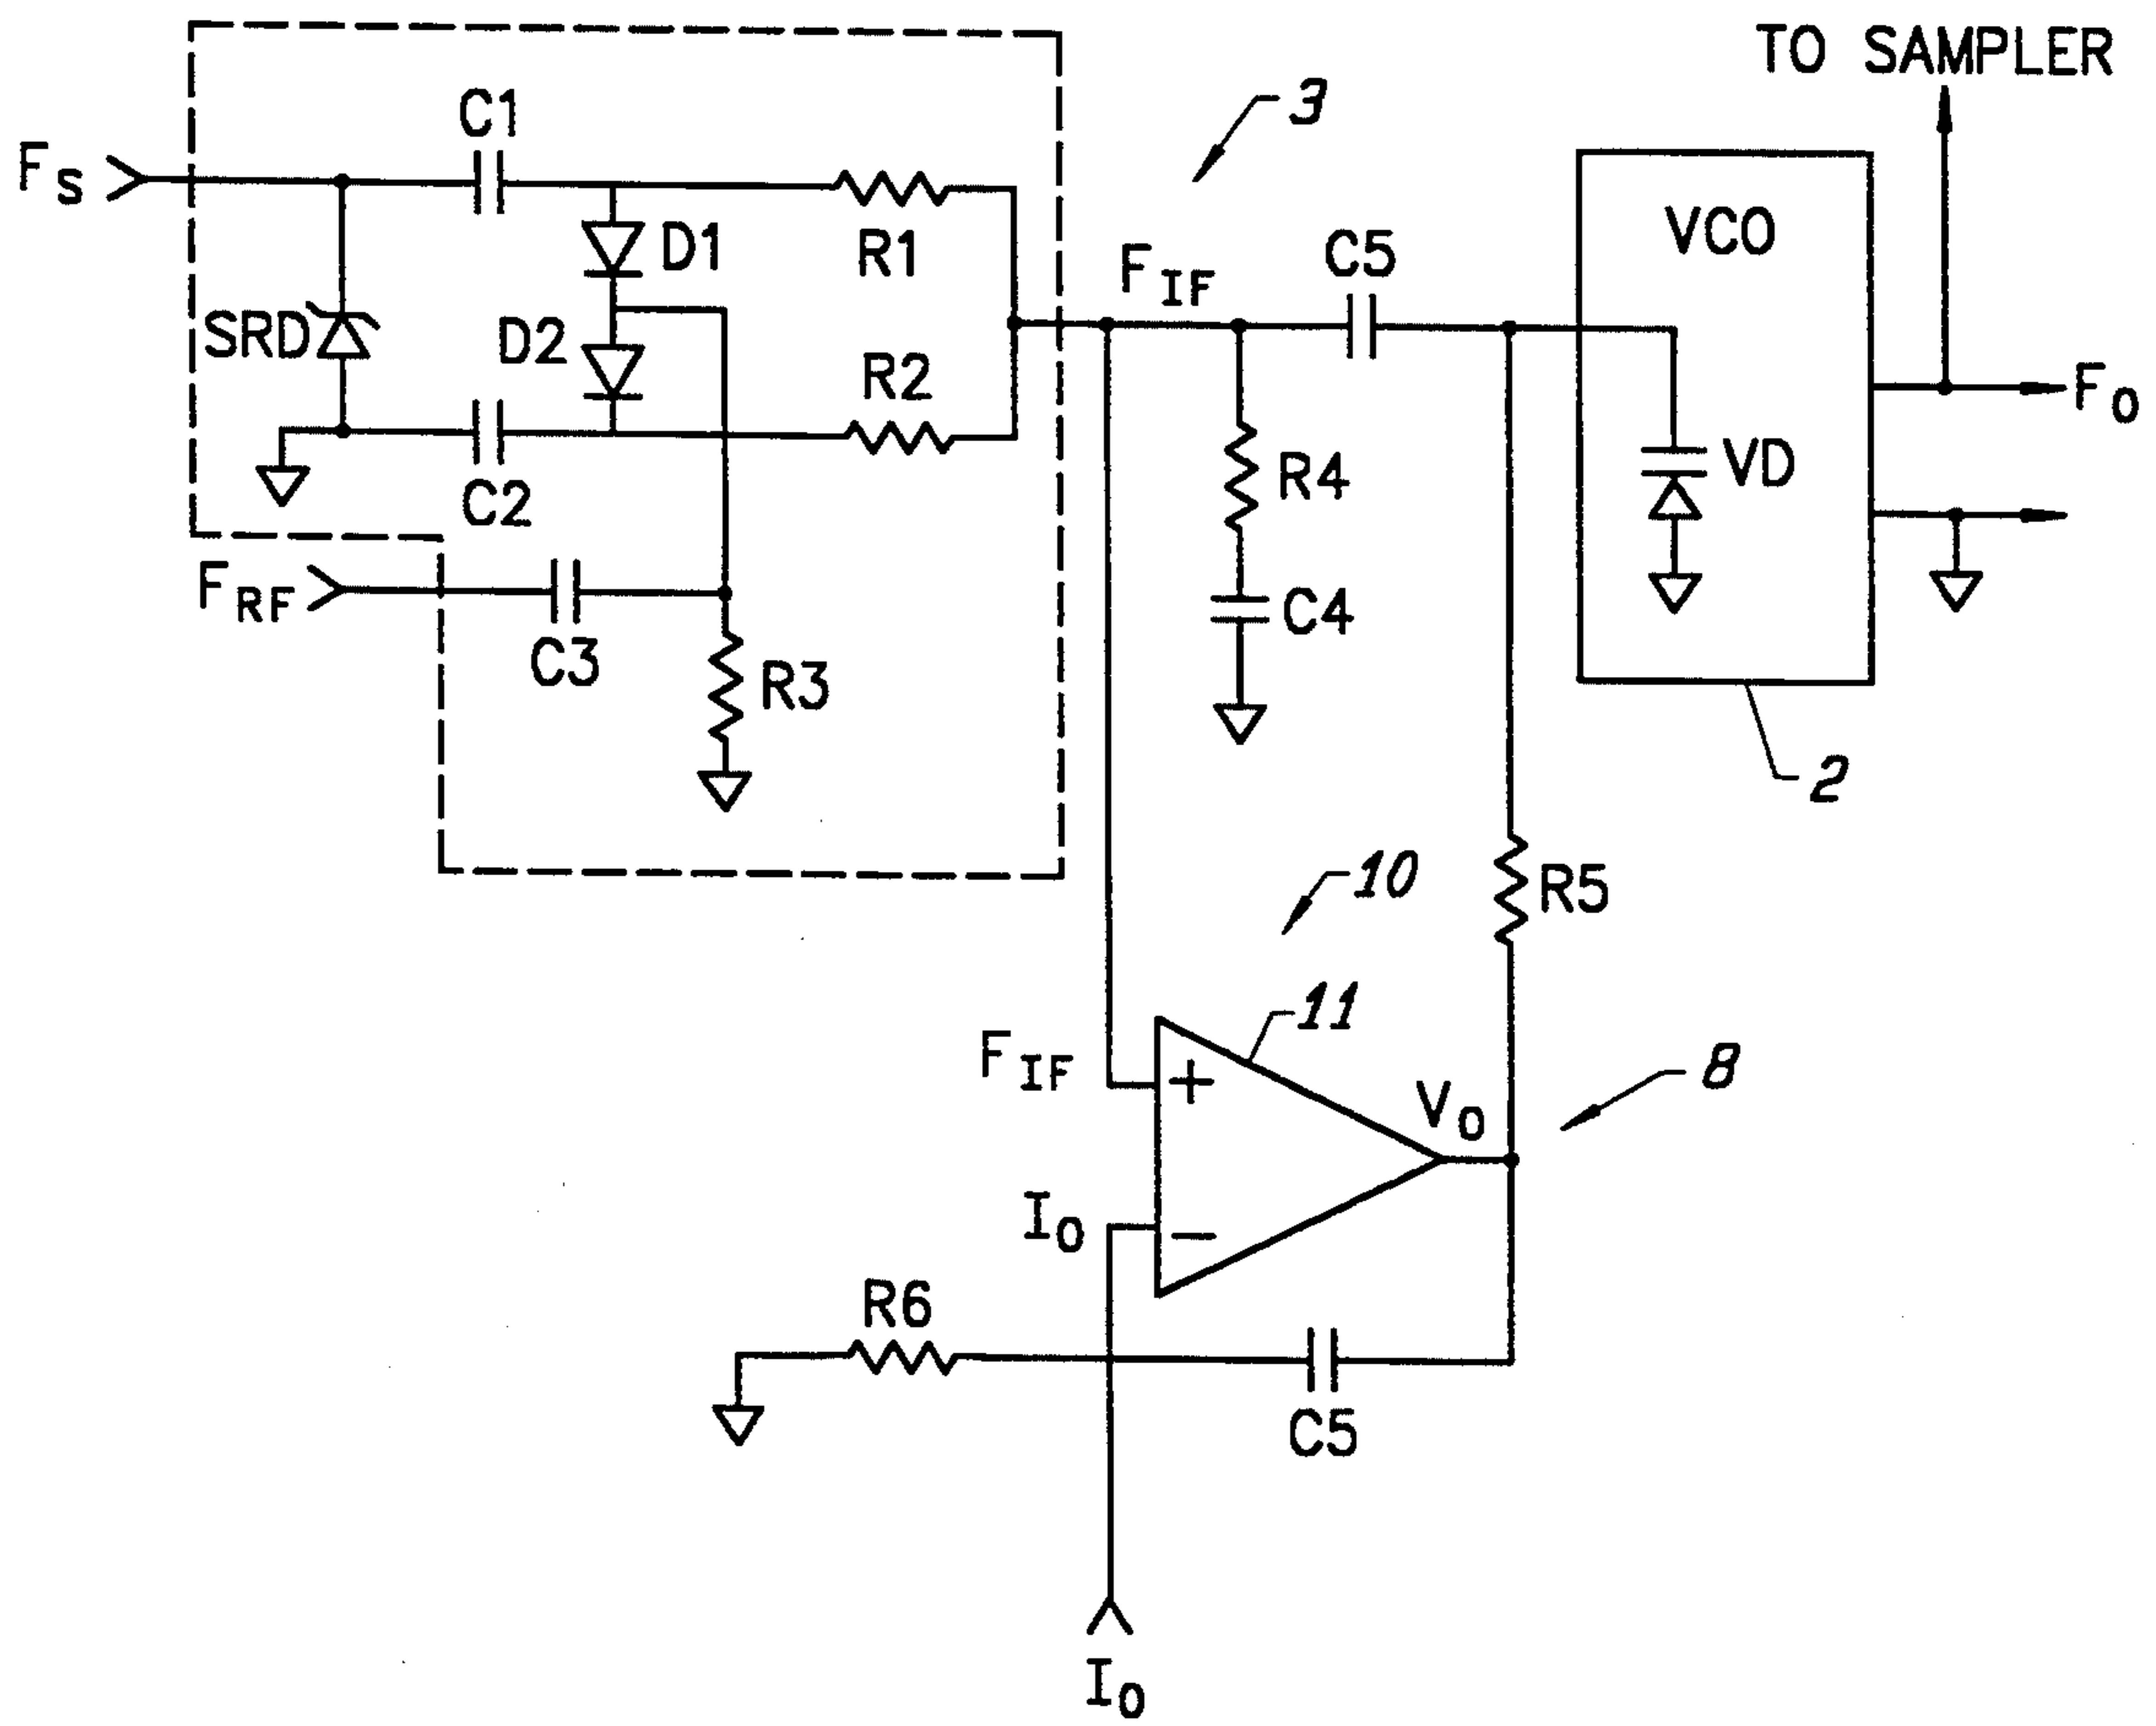 TO SAMPLER
C1
3
FS
D1
R1
VCO
FIF
C5
SRD
D2
R2
FO
R4
VD
C2
FRF
C4
C3
R3
2
10
R5
11
FIF
+
8
VO
IO
−
R6
C5
IO